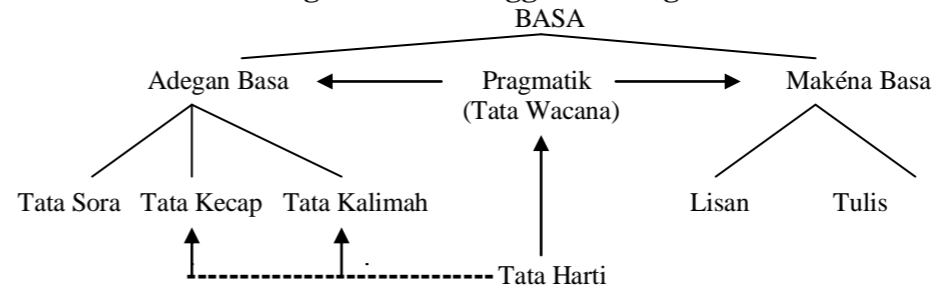 BASA
Adegan Basa Pragmatik Makéna Basa
(Tata Wacana)
Tata Sora Tata Kecap Tata Kalimah Lisan Tulis
Tata Harti